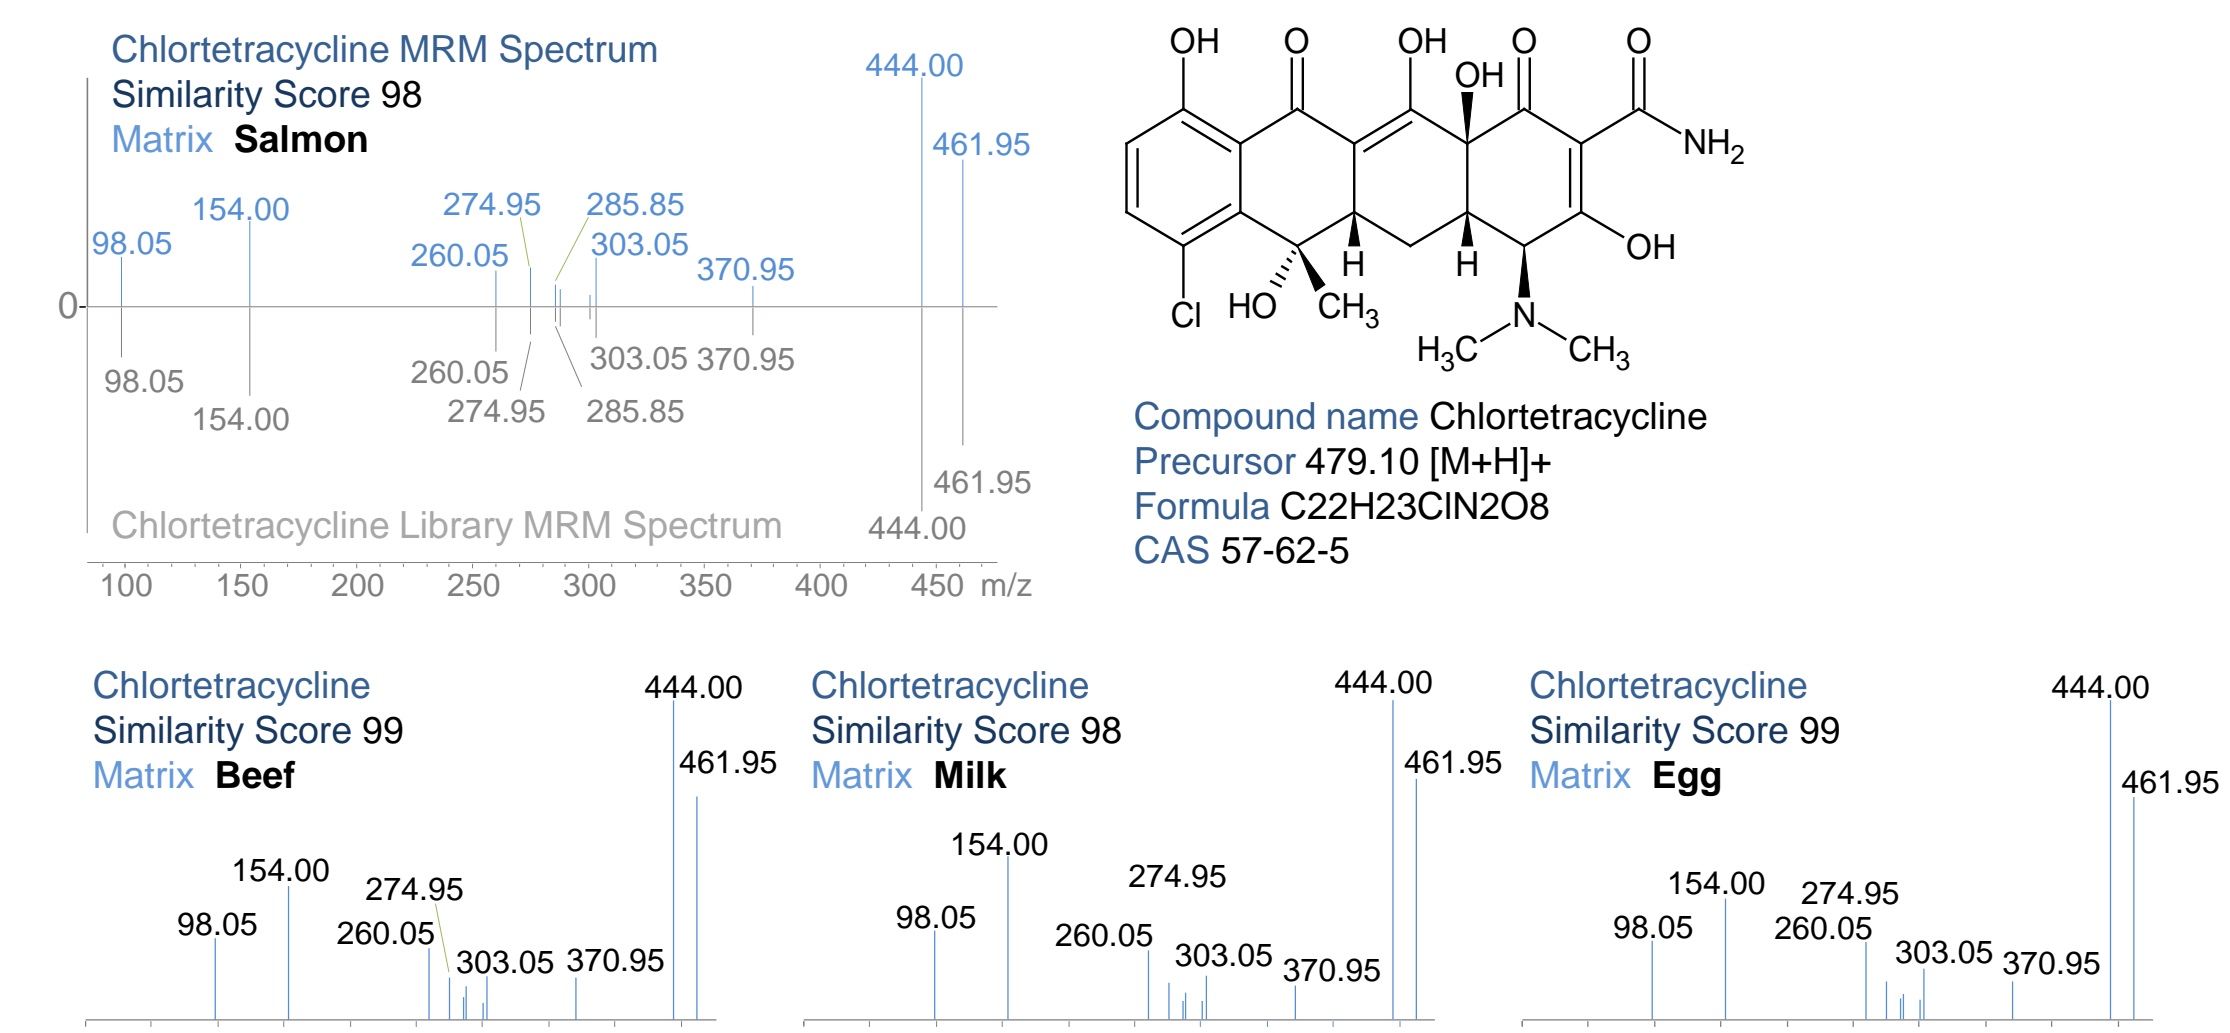 Chlortetracycline MRM Spectrum
Similarity Score 98
Matrix Salmon
444.00
461.95
274.95 285.85
154.00
98.05
260.05 303.05
370.95
0
98.05
260.05 303.05 370.95
154.00
274.95 285.85
461.95
Chlortetracycline Library MRM Spectrum
444.00
100 150 200 250 300 350 400 450 m/z
OH O OH O O
OH
NH2
OH
H H
Cl HO CH3
N
H3C CH3
Compound name Chlortetracycline
Precursor 479.10 [M+H]+
Formula C22H23ClN2O8
CAS 57-62-5
Chlortetracycline
Similarity Score 99
Matrix Beef
444.00
461.95
154.00
274.95
98.05
260.05
303.05 370.95
Chlortetracycline
Similarity Score 98
Matrix Milk
444.00
461.95
154.00
274.95
98.05
260.05
303.05
370.95
Chlortetracycline
Similarity Score 99
Matrix Egg
444.00
461.95
154.00
274.95
98.05
260.05
303.05
370.95